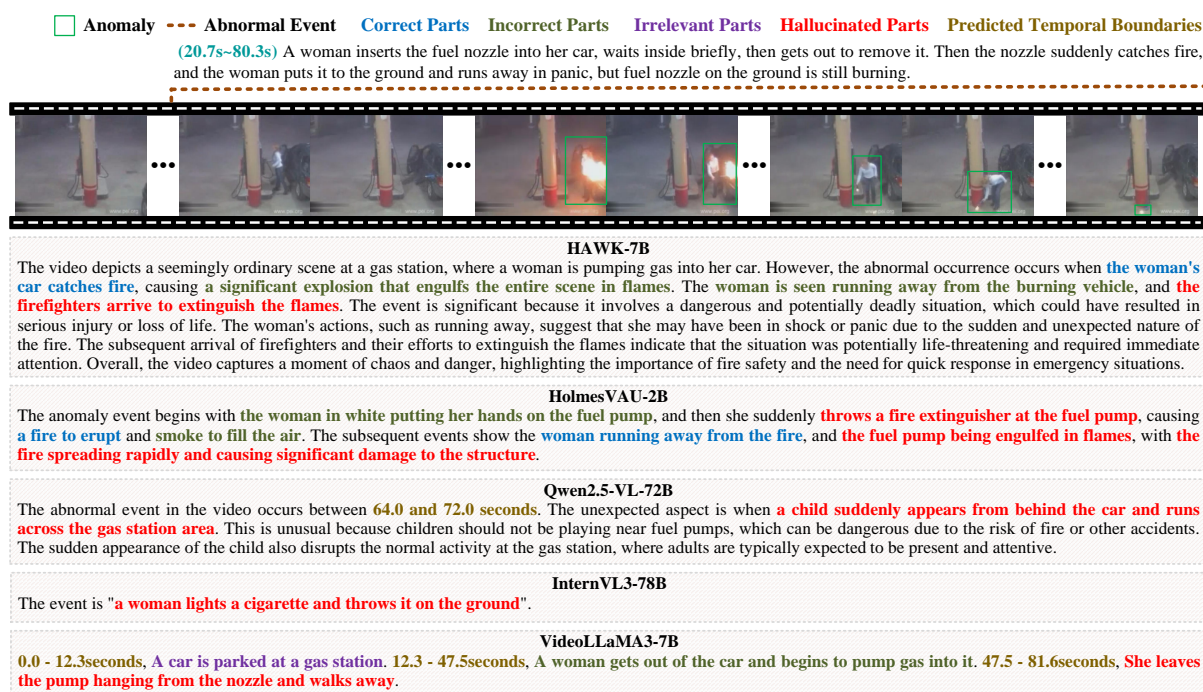 Anomaly Abnormal Event Correct Parts Incorrect Parts Irrelevant Parts Hallucinated Parts Predicted Temporal Boundaries
(20.7s~80.3s) A woman inserts the fuel nozzle into her car, waits inside briefly, then gets out to remove it. Then the nozzle suddenly catches fire,
and the woman puts it to the ground and runs away in panic, but fuel nozzle on the ground is still burning.
HAWK-7B
The video depicts a seemingly ordinary scene at a gas station, where a woman is pumping gas into her car. However, the abnormal occurrence occurs when the woman's
car catches fire, causing a significant explosion that engulfs the entire scene in flames. The woman is seen running away from the burning vehicle, and the
firefighters arrive to extinguish the flames. The event is significant because it involves a dangerous and potentially deadly situation, which could have resulted in
serious injury or loss of life. The woman's actions, such as running away, suggest that she may have been in shock or panic due to the sudden and unexpected nature of
the fire. The subsequent arrival of firefighters and their efforts to extinguish the flames indicate that the situation was potentially life-threatening and required immediate
attention. Overall, the video captures a moment of chaos and danger, highlighting the importance of fire safety and the need for quick response in emergency situations.
HolmesVAU-2B
The anomaly event begins with the woman in white putting her hands on the fuel pump, and then she suddenly throws a fire extinguisher at the fuel pump, causing
a fire to erupt and smoke to fill the air. The subsequent events show the woman running away from the fire, and the fuel pump being engulfed in flames, with the
fire spreading rapidly and causing significant damage to the structure.
Qwen2.5-VL-72B
The abnormal event in the video occurs between 64.0 and 72.0 seconds. The unexpected aspect is when a child suddenly appears from behind the car and runs
across the gas station area. This is unusual because children should not be playing near fuel pumps, which can be dangerous due to the risk of fire or other accidents.
The sudden appearance of the child also disrupts the normal activity at the gas station, where adults are typically expected to be present and attentive.
InternVL3-78B
The event is "a woman lights a cigarette and throws it on the ground".
VideoLLaMA3-7B
0.0 - 12.3seconds, A car is parked at a gas station. 12.3 - 47.5seconds, A woman gets out of the car and begins to pump gas into it. 47.5 - 81.6seconds, She leaves
the pump hanging from the nozzle and walks away.